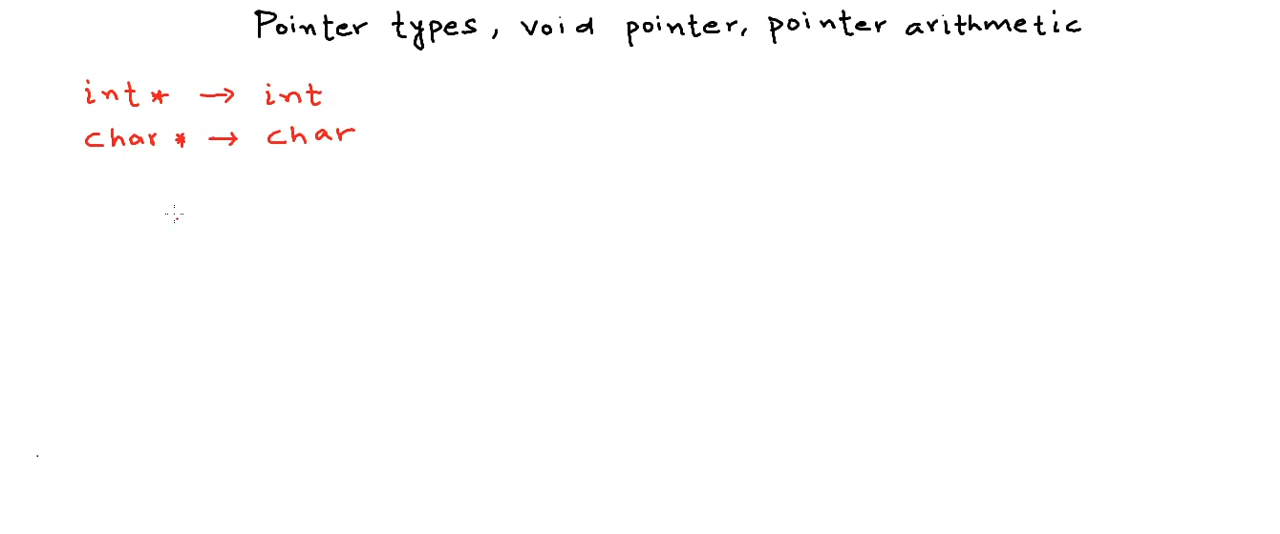 Pointer types, void pointer, pointer arithmetic
int * → int
char * → char